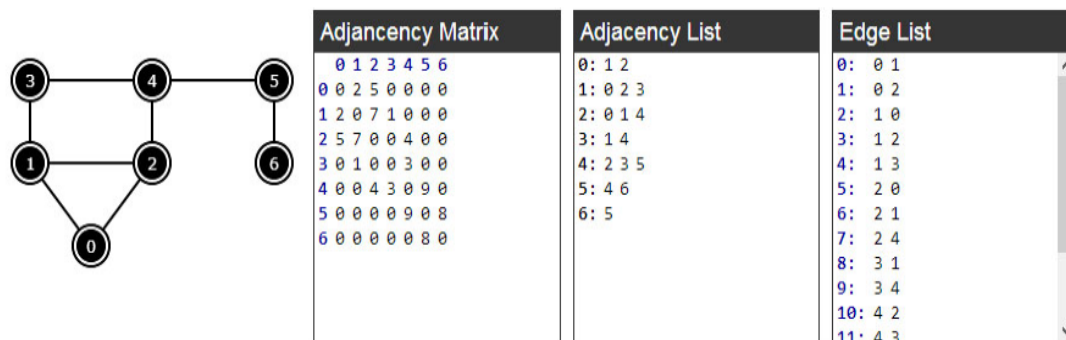 3 4 5
1 2 6
0
Adjancency Matrix
0 1 2 3 4 5 6
0 0 2 5 0 0 0 0
1 2 0 7 1 0 0 0
2 5 7 0 0 4 0 0
3 0 1 0 0 3 0 0
4 0 0 4 3 0 9 0
5 0 0 0 0 9 0 8
6 0 0 0 0 0 8 0
Adjacency List
0: 1 2
1: 0 2 3
2: 0 1 4
3: 1 4
4: 2 3 5
5: 4 6
6: 5
Edge List
0: 0 1
1: 0 2
2: 1 0
3: 1 2
4: 1 3
5: 2 0
6: 2 1
7: 2 4
8: 3 1
9: 3 4
10: 4 2
11: 4 3